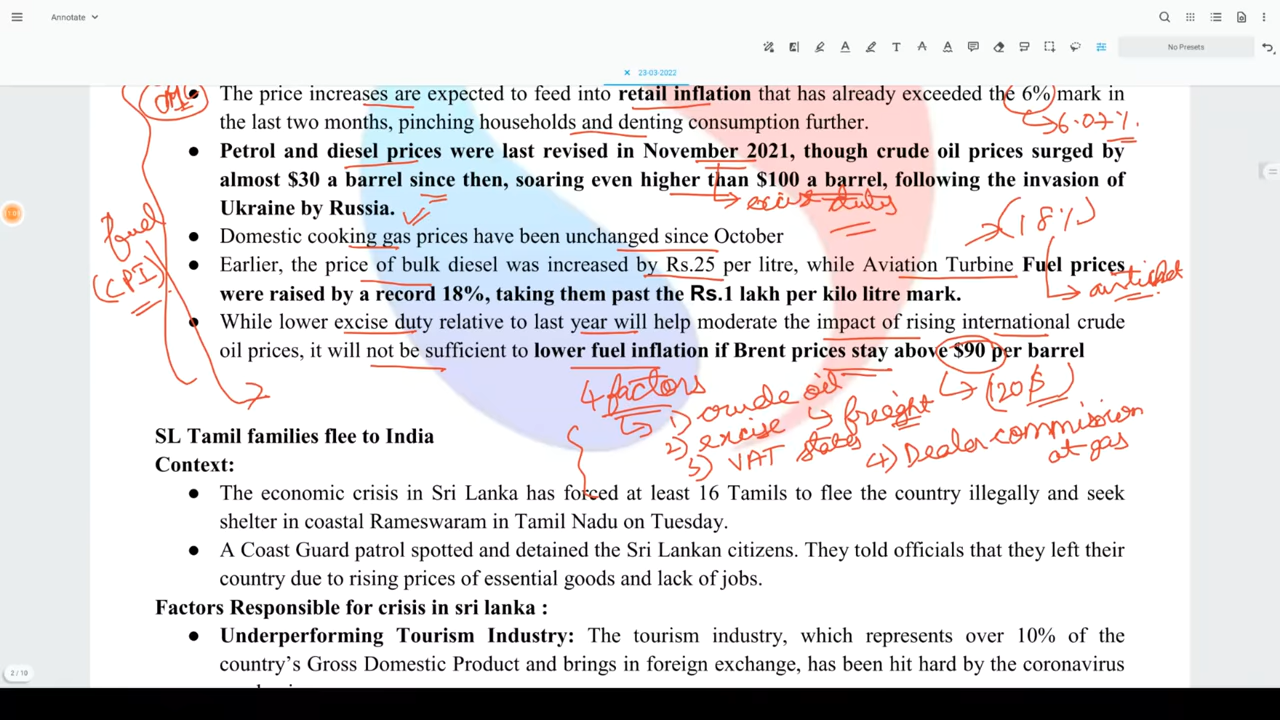 Annotate
No Presets
× 23-03-2022
The price increases are expected to feed into retail inflation that has already exceeded the 6% mark in
the last two months, pinching households and denting consumption further.
6.07%
Petrol and diesel prices were last revised in November 2021, though crude oil prices surged by
almost $30 a barrel since then, soaring even higher than $100 a barrel, following the invasion of
Ukraine by Russia.
excise duty
(18%)
fuel
(CPI)
Domestic cooking gas prices have been unchanged since October
Earlier, the price of bulk diesel was increased by Rs.25 per litre, while Aviation Turbine Fuel prices
were raised by a record 18%, taking them past the Rs.1 lakh per kilo litre mark.
air ticket
While lower excise duty relative to last year will help moderate the impact of rising international crude
oil prices, it will not be sufficient to lower fuel inflation if Brent prices stay above $90 per barrel
4 factors
(120$)
1) crude oil
freight
2) excise
3) VAT states
4) Dealer commission
at gas
SL Tamil families flee to India
Context:
The economic crisis in Sri Lanka has forced at least 16 Tamils to flee the country illegally and seek
shelter in coastal Rameswaram in Tamil Nadu on Tuesday.
A Coast Guard patrol spotted and detained the Sri Lankan citizens. They told officials that they left their
country due to rising prices of essential goods and lack of jobs.
Factors Responsible for crisis in sri lanka :
Underperforming Tourism Industry: The tourism industry, which represents over 10% of the
country's Gross Domestic Product and brings in foreign exchange, has been hit hard by the coronavirus
2 / 10